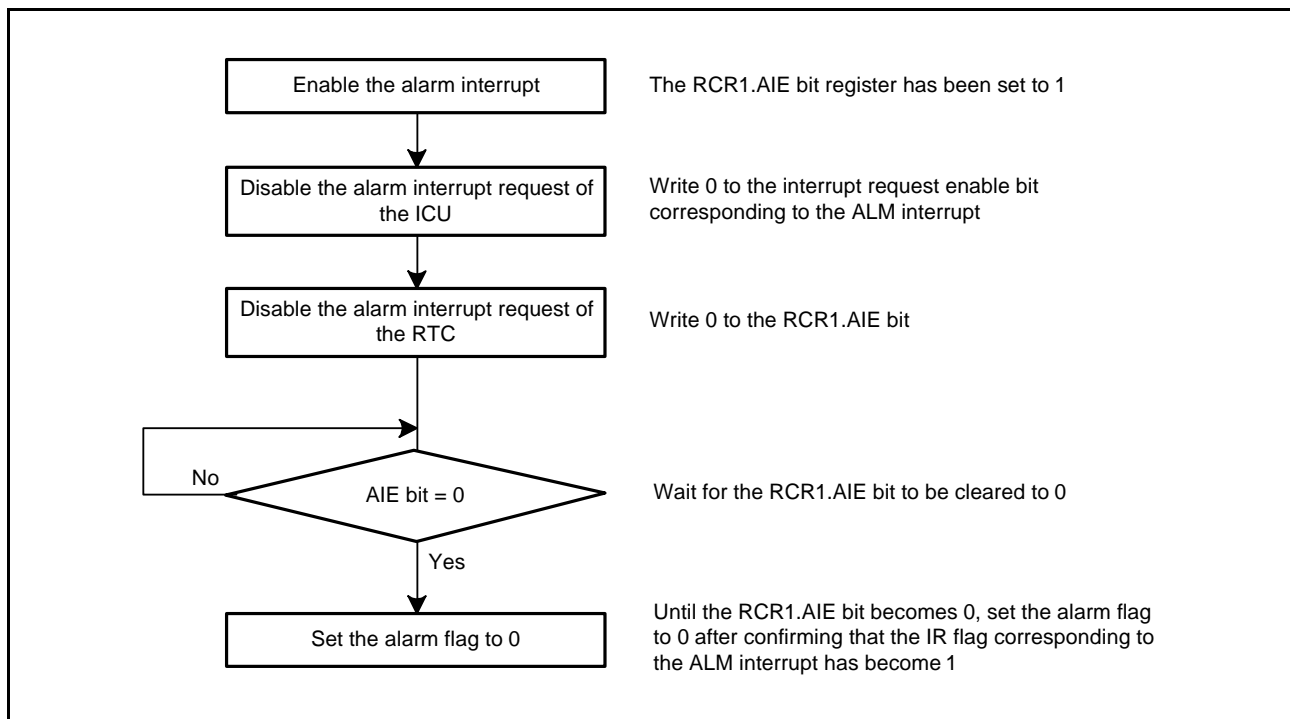 Enable the alarm interrupt
The RCR1.AIE bit register has been set to 1
Disable the alarm interrupt request of
the ICU
Write 0 to the interrupt request enable bit
corresponding to the ALM interrupt
Disable the alarm interrupt request of
the RTC
Write 0 to the RCR1.AIE bit
No
AIE bit = 0
Wait for the RCR1.AIE bit to be cleared to 0
Yes
Set the alarm flag to 0
Until the RCR1.AIE bit becomes 0, set the alarm flag
to 0 after confirming that the IR flag corresponding to
the ALM interrupt has become 1